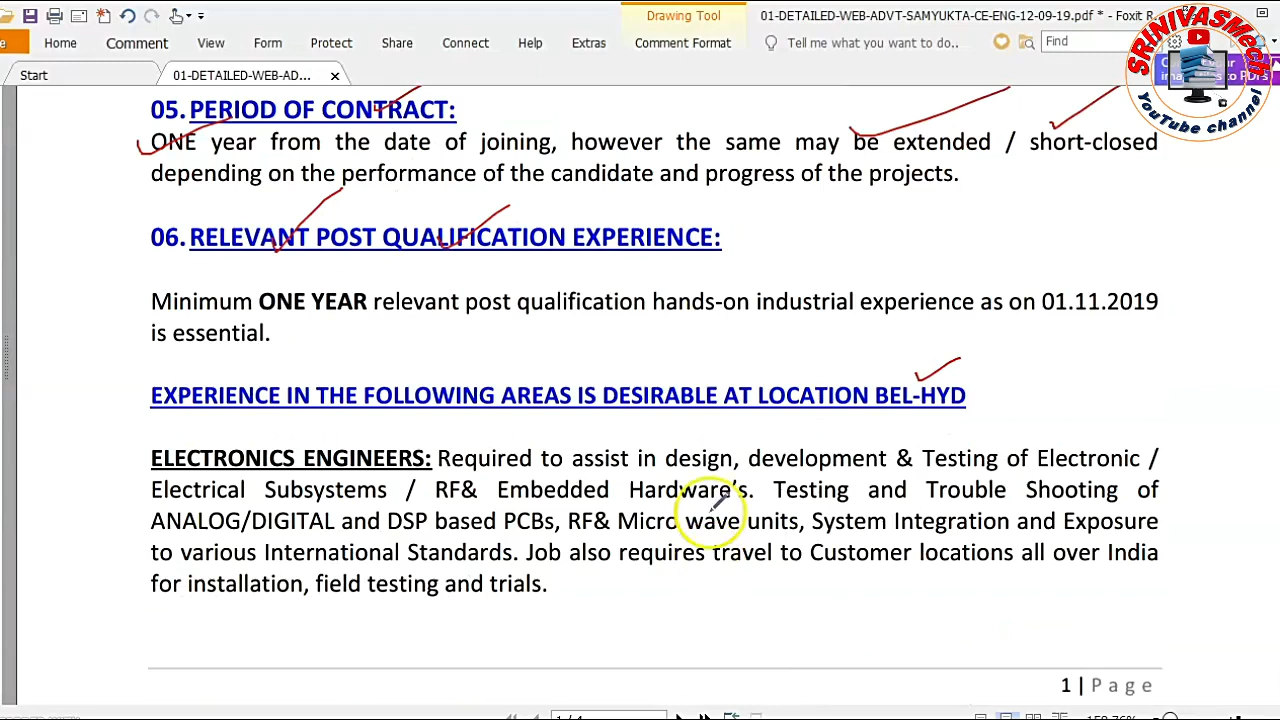 Drawing Tool
01-DETAILED-WEB-ADVT-SAMYUKTA-CE-ENG-12-09-19.pdf * - Foxit R
Home Comment View Form Protect Share Connect Help Extras Comment Format Tell me what you want to do.. Find
Start 01-DETAILED-WEB-AD...
SRINIVASMech
YouTube channel
05. PERIOD OF CONTRACT:
ONE year from the date of joining, however the same may be extended / short-closed
depending on the performance of the candidate and progress of the projects.
06. RELEVANT POST QUALIFICATION EXPERIENCE:
Minimum ONE YEAR relevant post qualification hands-on industrial experience as on 01.11.2019
is essential.
EXPERIENCE IN THE FOLLOWING AREAS IS DESIRABLE AT LOCATION BEL-HYD
ELECTRONICS ENGINEERS: Required to assist in design, development & Testing of Electronic /
Electrical Subsystems / RF& Embedded Hardware's. Testing and Trouble Shooting of
ANALOG/DIGITAL and DSP based PCBs, RF& Micro wave units, System Integration and Exposure
to various International Standards. Job also requires travel to Customer locations all over India
for installation, field testing and trials.
1 | Page